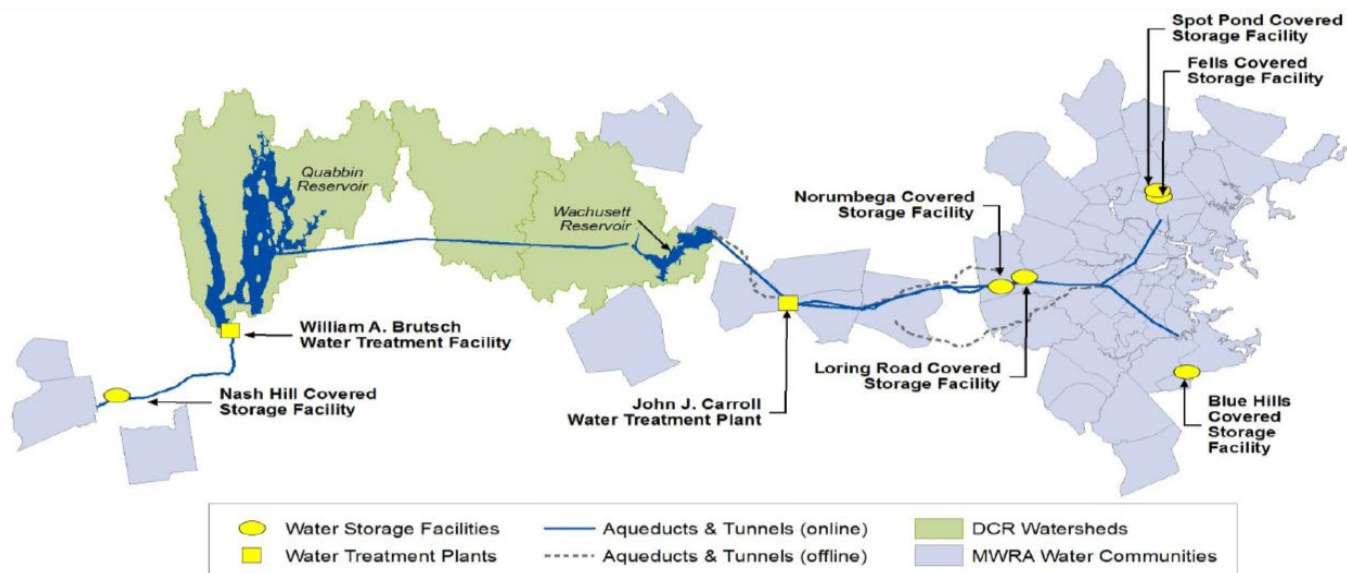 Spot Pond Covered
Storage Facility
Fells Covered
Storage Facility
Quabbin
Reservoir
Wachusett
Reservoir
Norumbega Covered
Storage Facility
William A. Brutsch
Water Treatment Facility
Nash Hill Covered
Storage Facility
John J. Carroll
Water Treatment Plant
Loring Road Covered
Storage Facility
Blue Hills
Covered
Storage
Facility
Water Storage Facilities
Aqueducts & Tunnels (online)
DCR Watersheds
Water Treatment Plants
Aqueducts & Tunnels (offline)
MWRA Water Communities